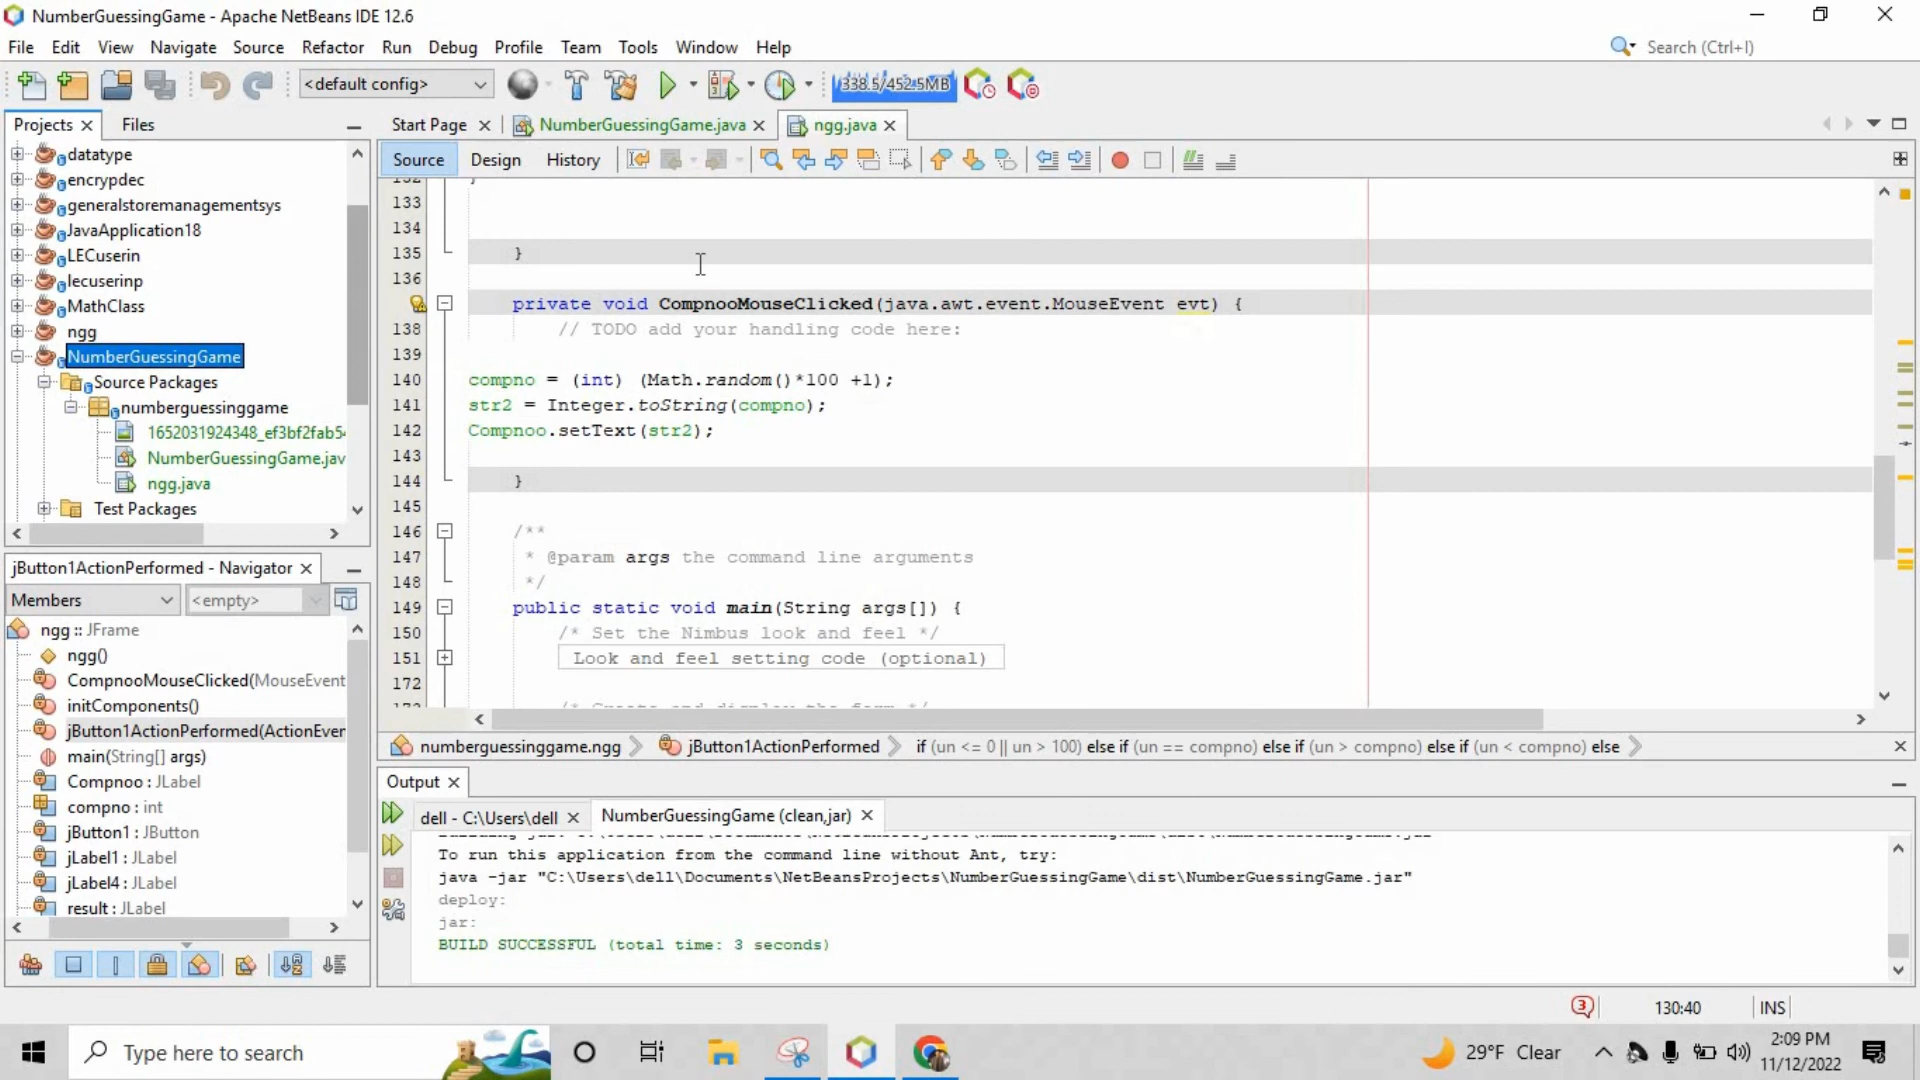 NumberGuessingGame - Apache NetBeans IDE 12.6
File Edit View Navigate Source Refactor Run Debug Profile Team Tools Window Help
Search (Ctrl+I)
<default config>
338.5/452.5MB
Projects Files
Start Page NumberGuessingGame.java ngg.java
Source Design History
datatype
encrypdec
generalstoremanagementsys
JavaApplication18
LECuserin
lecuserinp
MathClass
ngg
NumberGuessingGame
Source Packages
numberguessinggame
1652031924348_ef3bf2fab54
NumberGuessingGame.jav
ngg.java
Test Packages
132 }
133
134
135 }
136
private void CompnooMouseClicked(java.awt.event.MouseEvent evt) {
138 // TODO add your handling code here:
139
140 compno = (int) (Math.random()*100 +1);
141 str2 = Integer.toString(compno);
142 Compnoo.setText(str2);
143
144 }
145
146 /**
147 * @param args the command line arguments
148 */
149 public static void main(String args[]) {
150 /* Set the Nimbus look and feel */
151 Look and feel setting code (optional)
172
173 /* Create and display the form */
jButton1ActionPerformed - Navigator
Members <empty>
ngg :: JFrame
ngg()
CompnooMouseClicked(MouseEvent
initComponents()
jButton1ActionPerformed(ActionEver
main(String[] args)
Compnoo : JLabel
compno : int
jButton1 : JButton
jLabel1 : JLabel
jLabel4 : JLabel
result : JLabel
numberguessinggame.ngg jButton1ActionPerformed if (un <= 0 || un > 100) else if (un == compno) else if (un > compno) else if (un < compno) else
Output
dell - C:\Users\dell NumberGuessingGame (clean,jar)
To run this application from the command line without Ant, try:
java -jar "C:\Users\dell\Documents\NetBeansProjects\NumberGuessingGame\dist\NumberGuessingGame.jar"
deploy:
jar:
BUILD SUCCESSFUL (total time: 3 seconds)
3 130:40 INS
Type here to search
29°F Clear
2:09 PM
11/12/2022